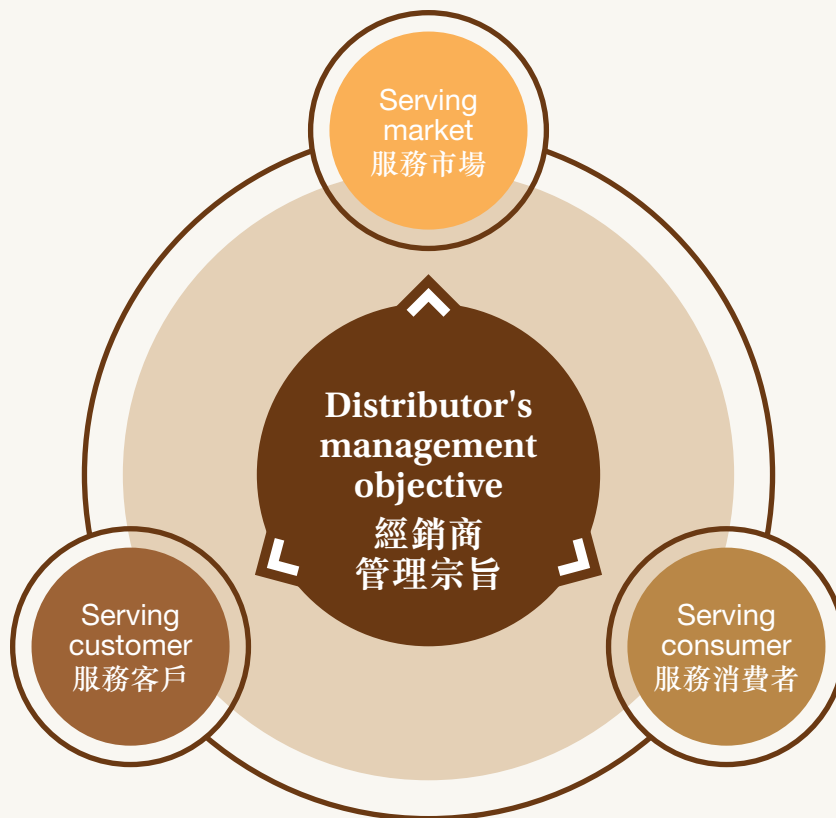 Serving
market
服務市場
Distributor's
management
objective
經銷商
管理宗旨
Serving
customer
服務客戶
Serving
consumer
服務消費者